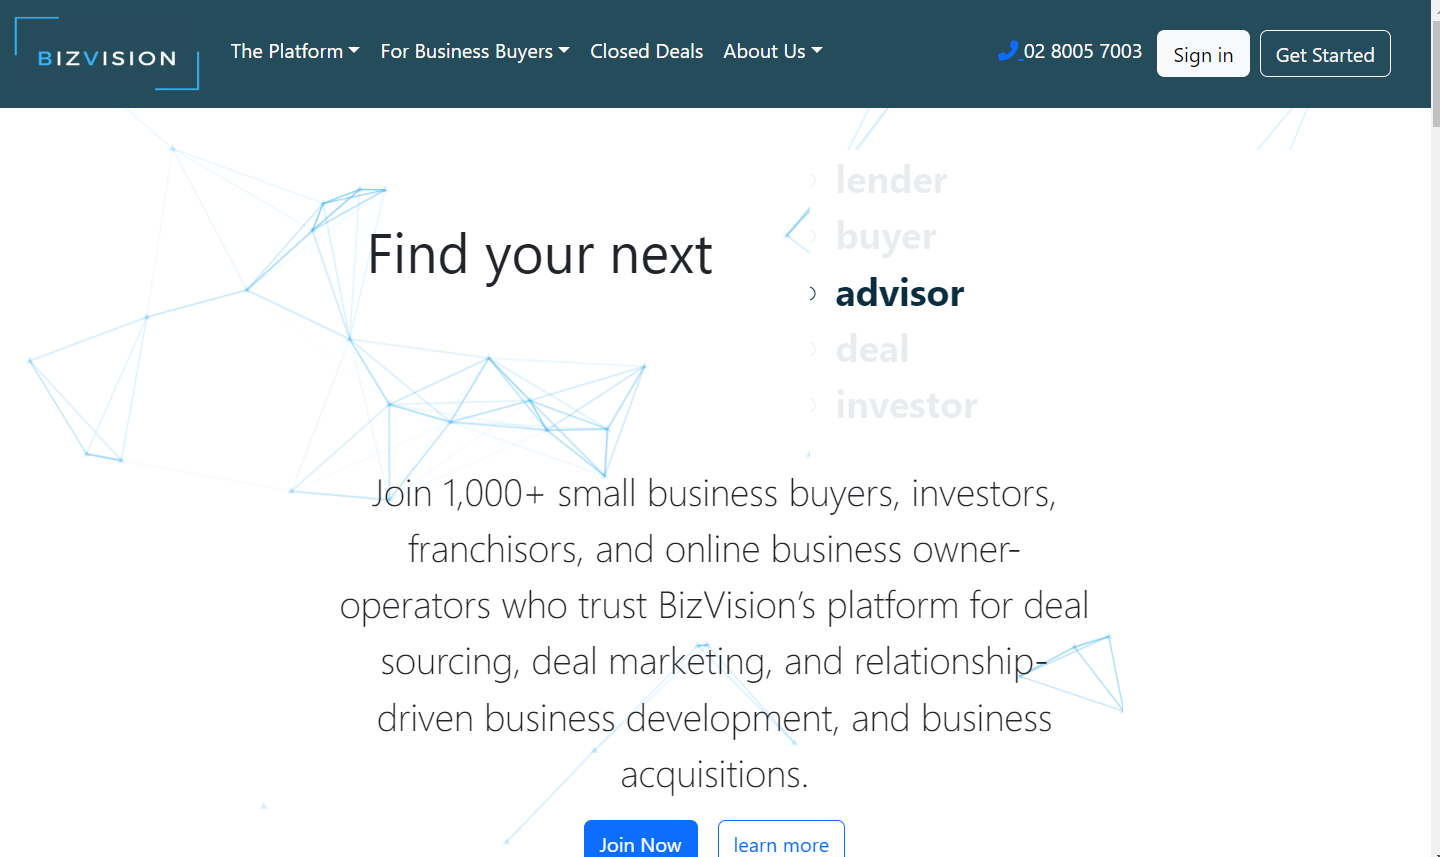 BIZVISION
The Platform
For Business Buyers
Closed Deals
About Us
02 8005 7003
Sign in
Get Started
Find your next
lender
buyer
advisor
deal
investor
Join 1,000+ small business buyers, investors,
franchisors, and online business owner-
operators who trust BizVision’s platform for deal
sourcing, deal marketing, and relationship-
driven business development, and business
acquisitions.
Join Now
learn more